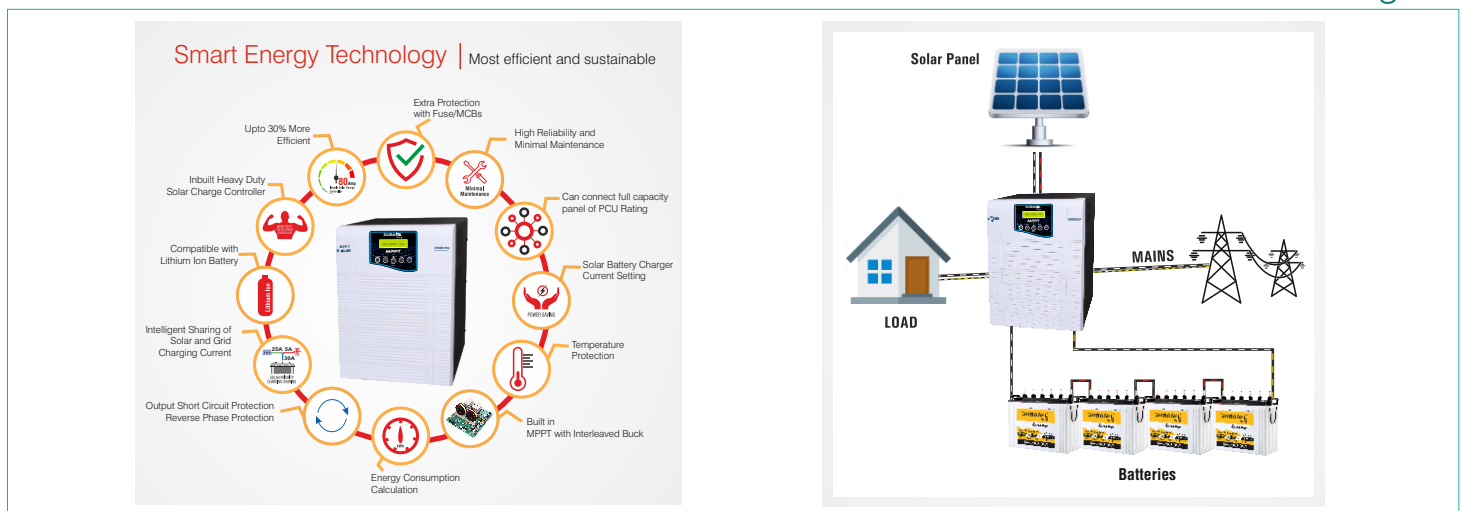 Smart Energy Technology | Most efficient and sustainable
Extra Protection
with Fuse/MCBs
Upto 30% More
Efficient
High Reliability and
Minimal Maintenance
80Amp
Minimal
Maintenance
Inbuilt Heavy Duty
Solar Charge Controller
Can connect full capacity
panel of PCU Rating
Compatible with
Lithium Ion Battery
Lithium Ion
MPPT
Solar Battery Charger
Current Setting
POWER SAVING
Intelligent Sharing of
Solar and Grid
Charging Current
25A 5A
30A
Temperature
Protection
Output Short Circuit Protection
Reverse Phase Protection
Built in
MPPT with Interleaved Buck
Energy Consumption
Calculation
Solar Panel
MPPT
LOAD
MAINS
Batteries